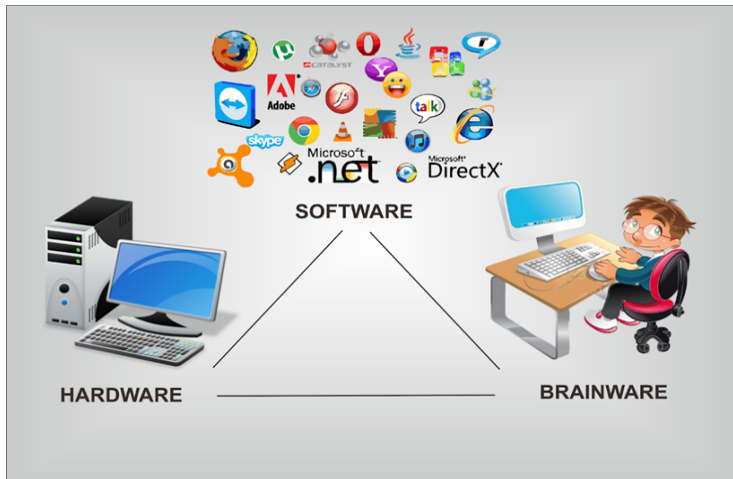 CATALYST
Adobe
talk
skype
Microsoft®
.net
Microsoft®
DirectX®
SOFTWARE
HARDWARE
BRAINWARE